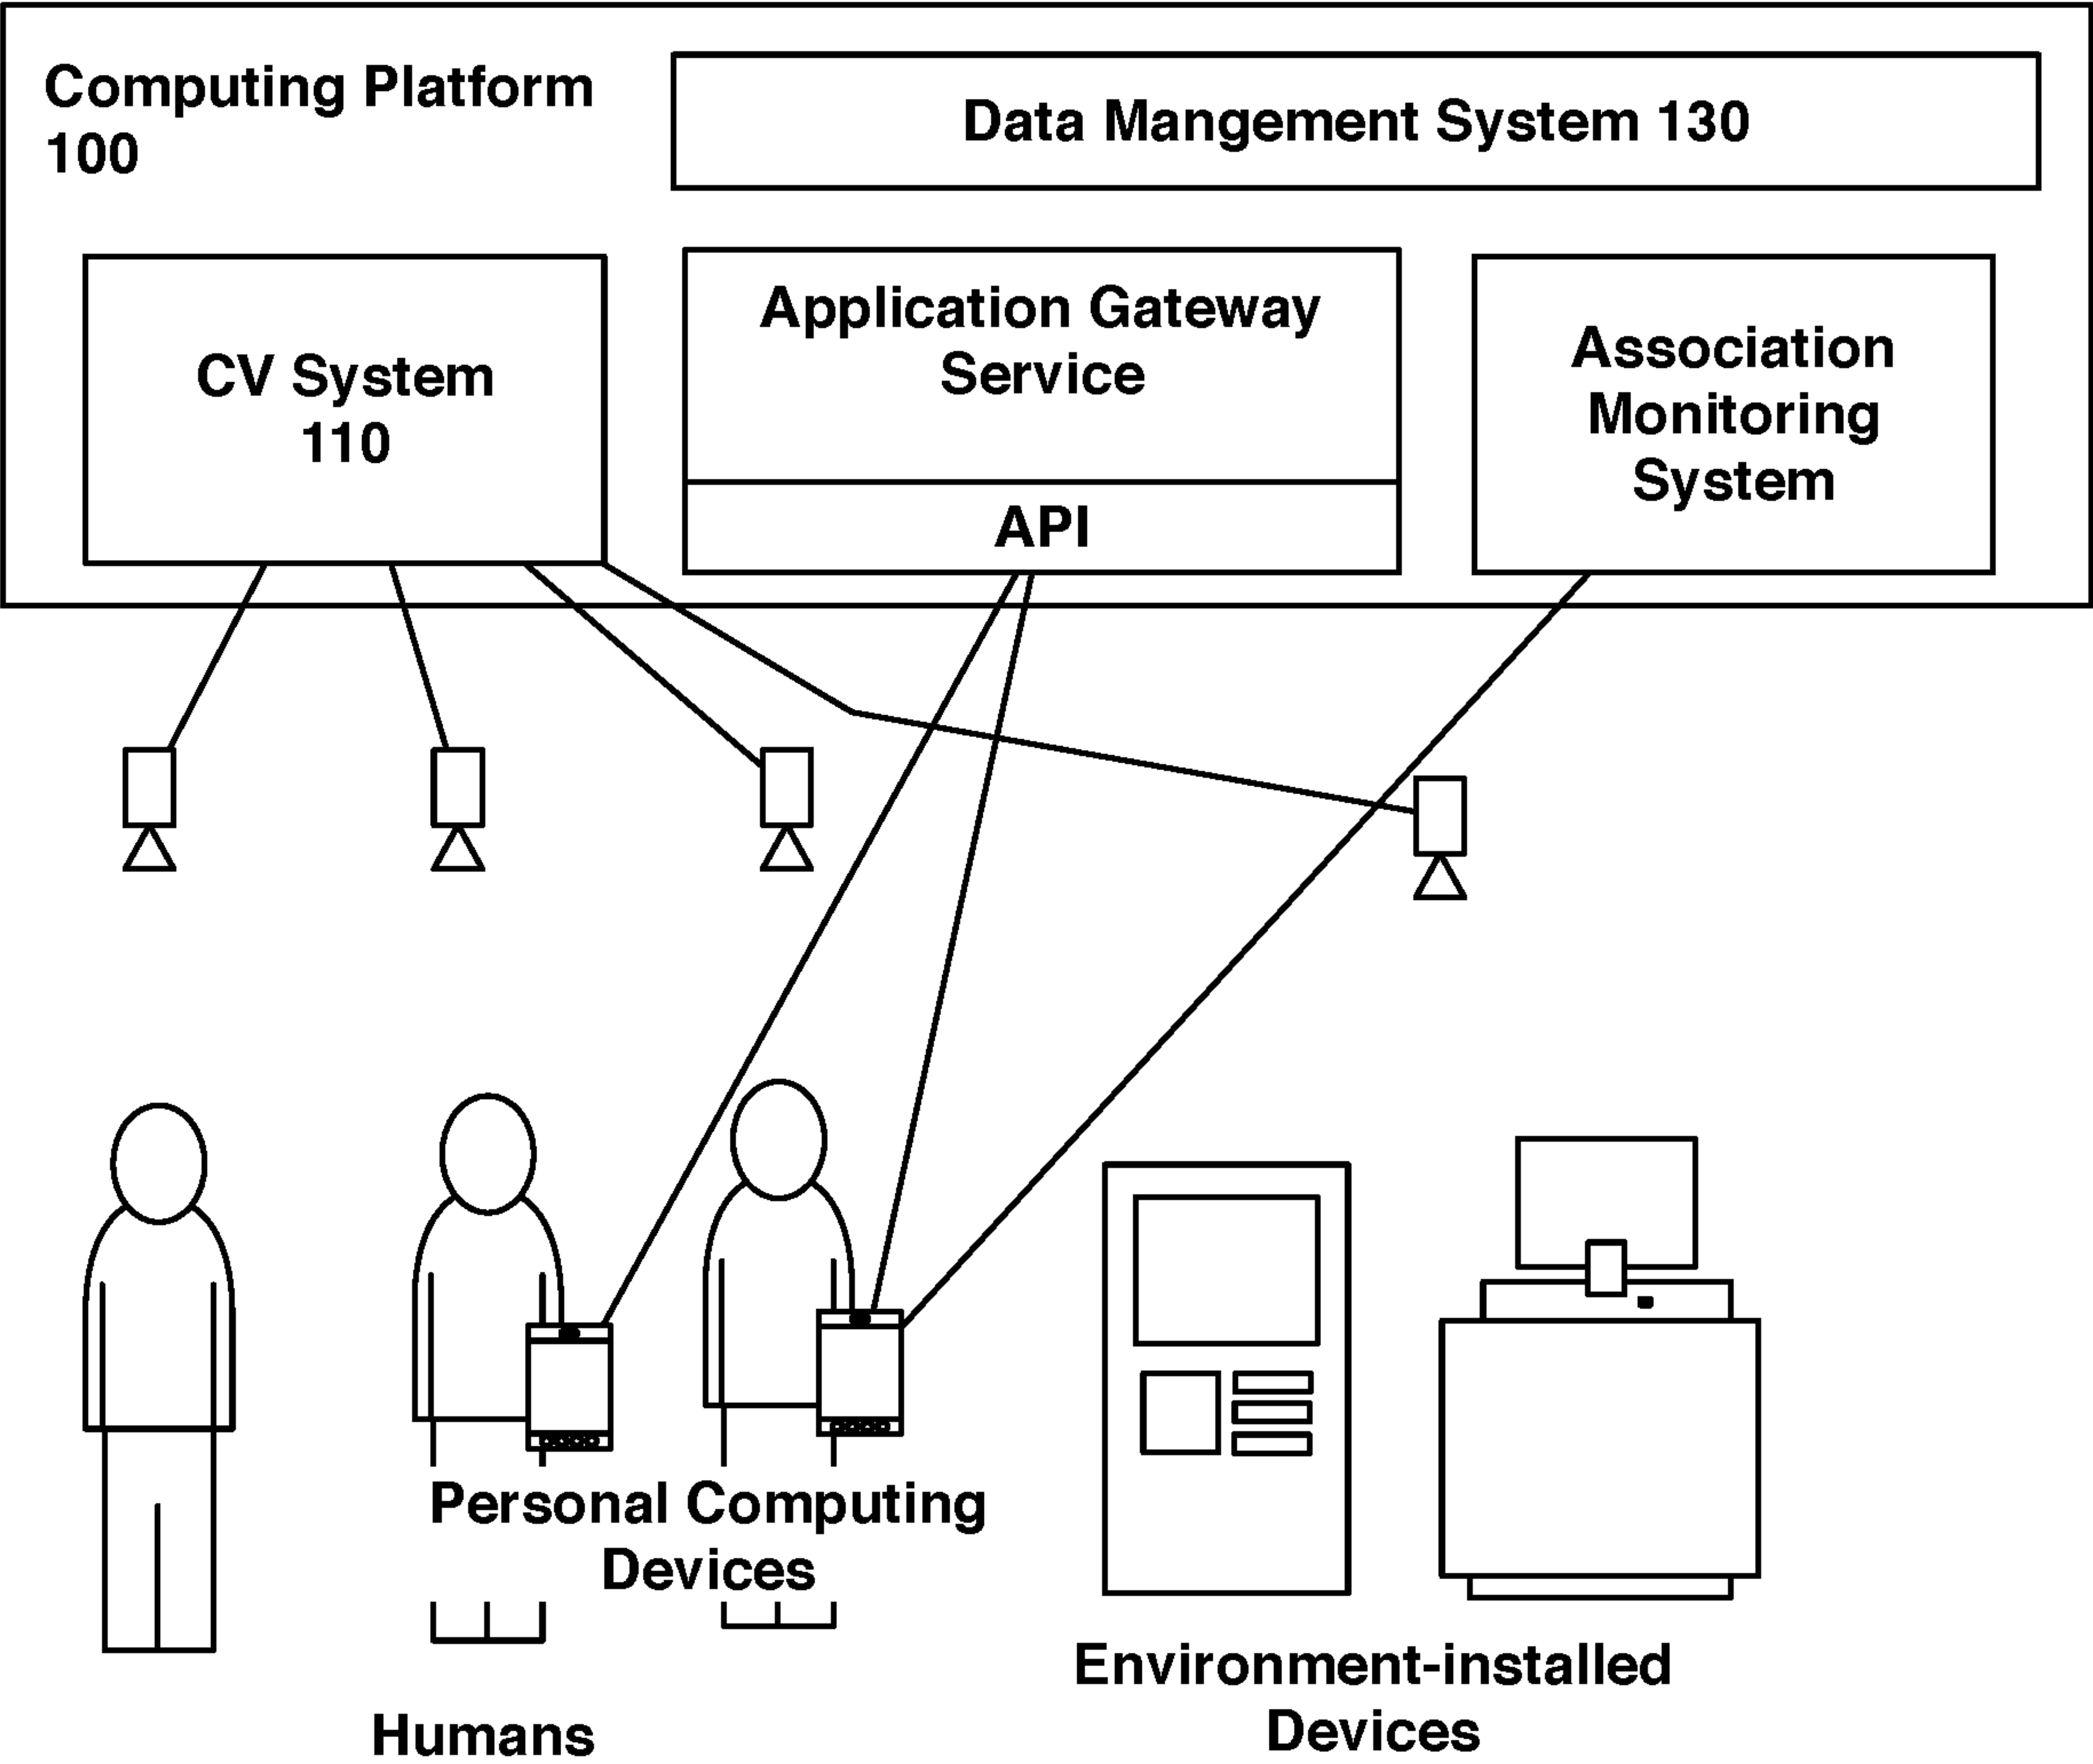 Computing Platform
100
Data Mangement System 130
CV System
110
Application Gateway
Service
API
Association
Monitoring
System
Personal Computing
Devices
Environment-installed
Devices
Humans